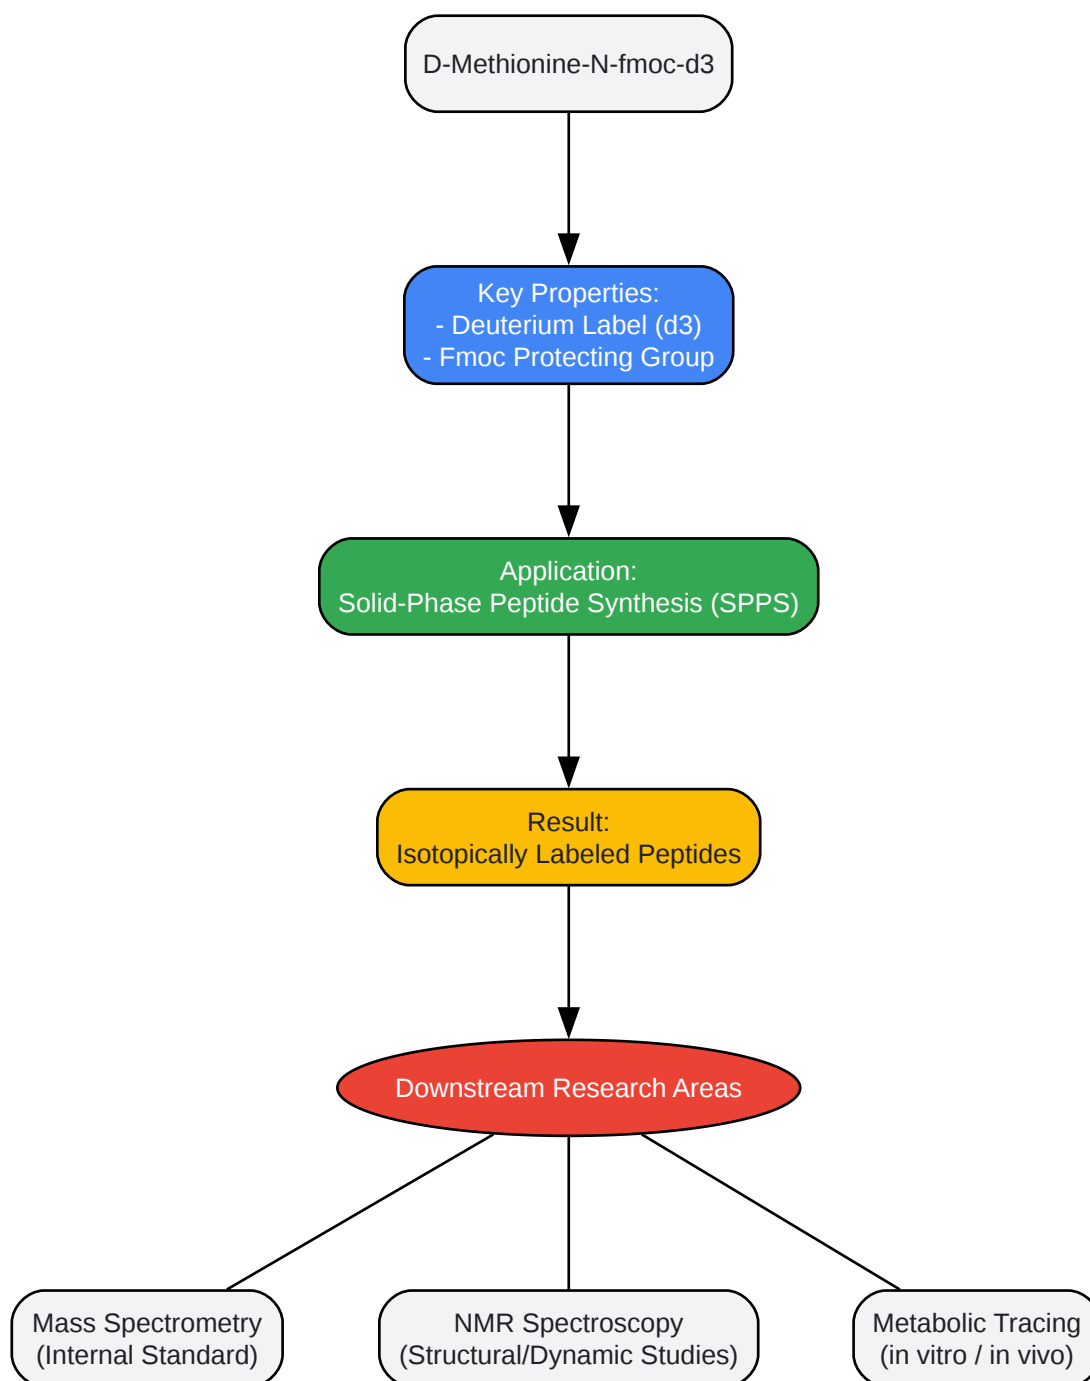 D-Methionine-N-fmoc-d3
Key Properties:
- Deuterium Label (d3)
- Fmoc Protecting Group
Application:
Solid-Phase Peptide Synthesis (SPPS)
Result:
Isotopically Labeled Peptides
Downstream Research Areas
Mass Spectrometry
(Internal Standard)
NMR Spectroscopy
(Structural/Dynamic Studies)
Metabolic Tracing
(in vitro / in vivo)